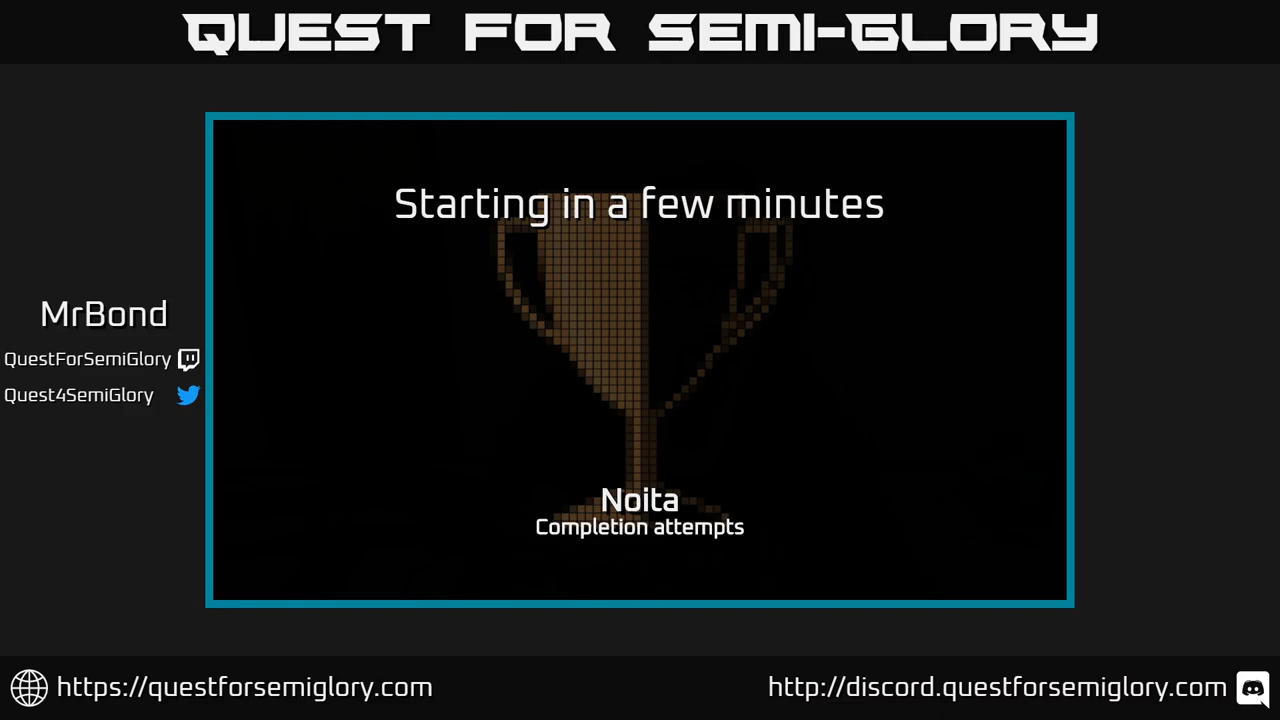 QUEST FOR SEMI-GLORY
Starting in a few minutes
MrBond
QuestForSemiGlory
Quest4SemiGlory
Noita
Completion attempts
https://questforsemiglory.com
http://discord.questforsemiglory.com